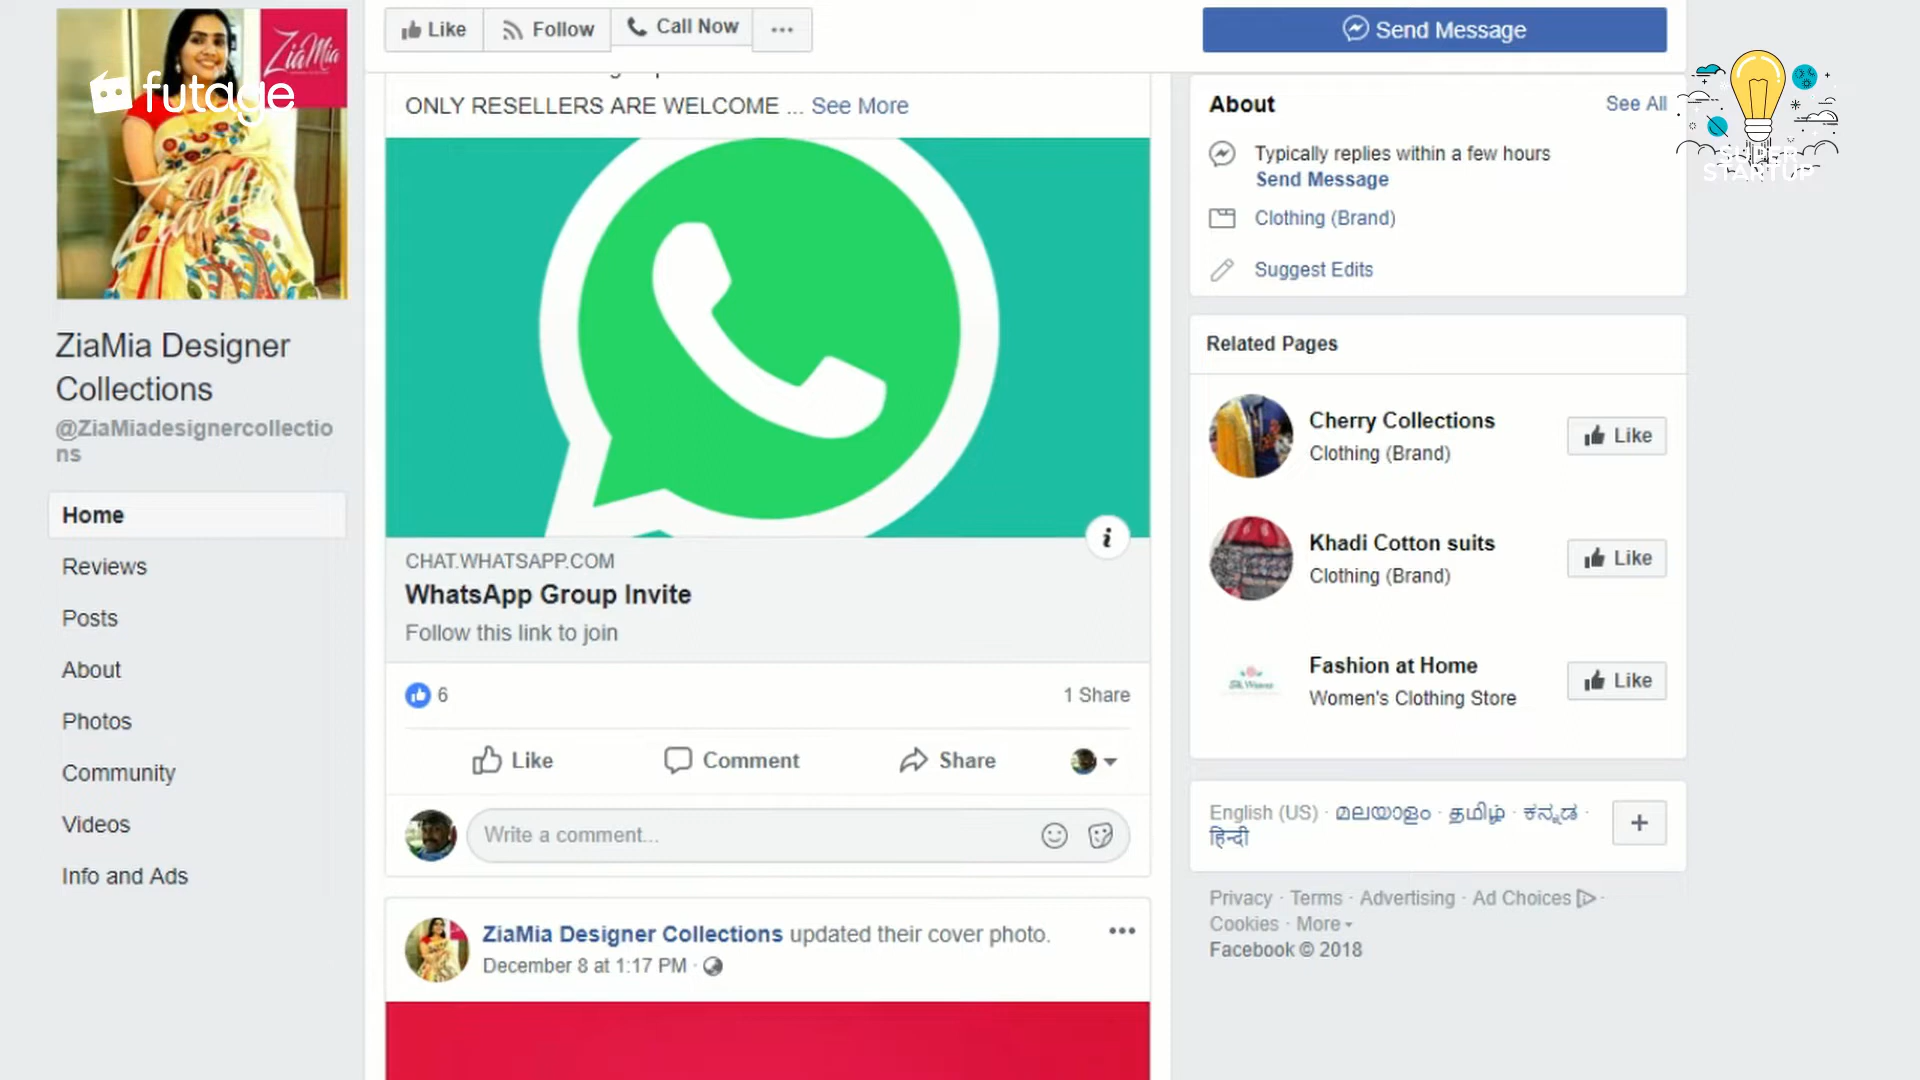 ZiaMia
futage
ZiaMia
ZiaMia Designer
Collections
@ZiaMiadesignercollectio
ns
Home
Reviews
Posts
About
Photos
Community
Videos
Info and Ads
Like
Follow
Call Now
Send Message
ONLY RESELLERS ARE WELCOME ... See More
i
CHAT.WHATSAPP.COM
WhatsApp Group Invite
Follow this link to join
6
1 Share
Like
Comment
Share
Write a comment...
ZiaMia Designer Collections updated their cover photo.
December 8 at 1:17 PM ·
About
See All
Typically replies within a few hours
Send Message
Clothing (Brand)
Suggest Edits
SUPER
STARTUP
Related Pages
Cherry Collections
Clothing (Brand)
Like
Khadi Cotton suits
Clothing (Brand)
Like
Fashion at Home
Women's Clothing Store
Like
English (US) · മലയാളം · தமிழ் · ಕನ್ನಡ ·
हिन्दी
Privacy · Terms · Advertising · Ad Choices ·
Cookies · More
Facebook © 2018